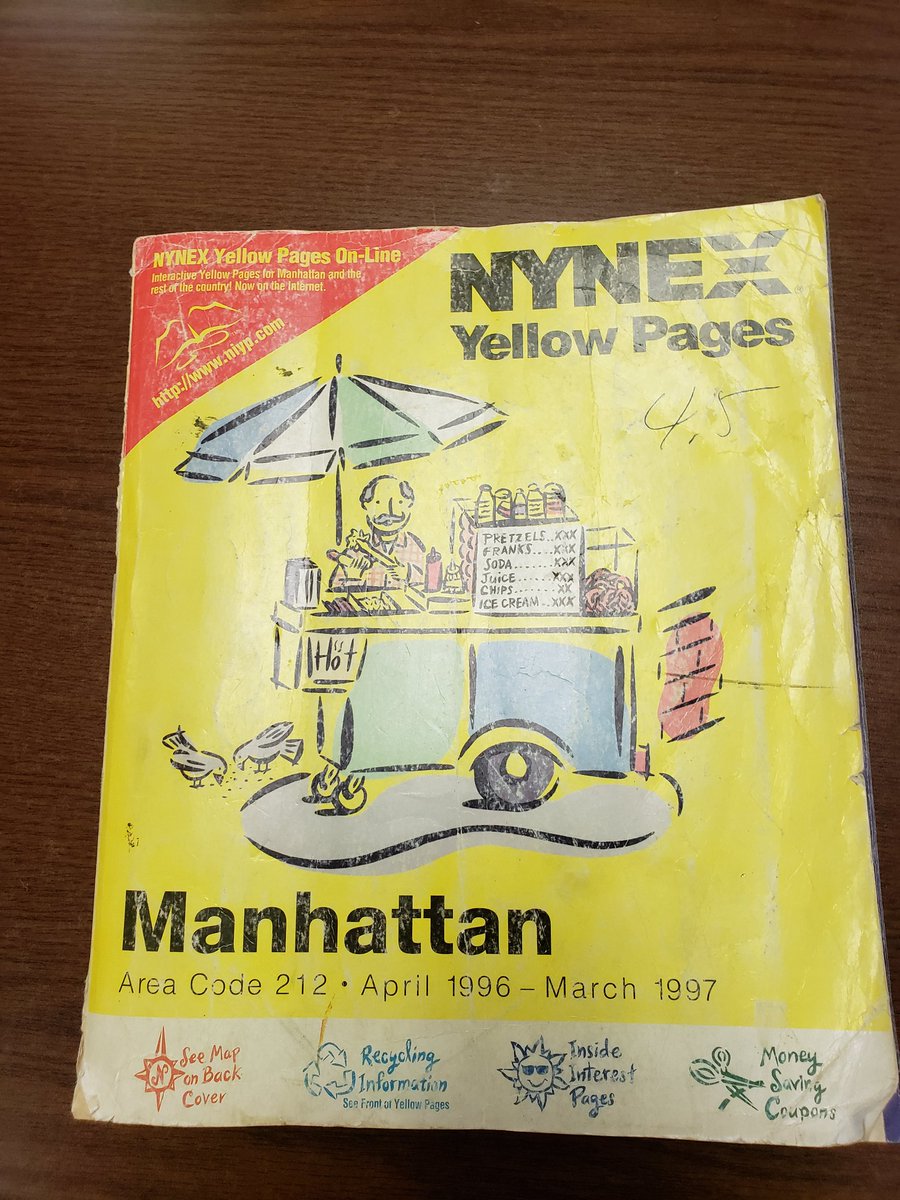 NYNEX Yellow Pages On-Line
Interactive Yellow Pages for Manhattan and the
rest of the country! Now on the Internet.
http://www.niyp.com
NYNEX
Yellow Pages
4,5
PRETZELS..XXX
FRANKS....XXX
SODA.......XXX
JUICE......XXX
CHIPS.......XX
ICE CREAM..XXX
Hot
Manhattan
Area Code 212 • April 1996 – March 1997
See Map
on Back
Cover
N
Recycling
Information
See Front of Yellow Pages
Inside
Interest
Pages
Money
Saving
Coupons